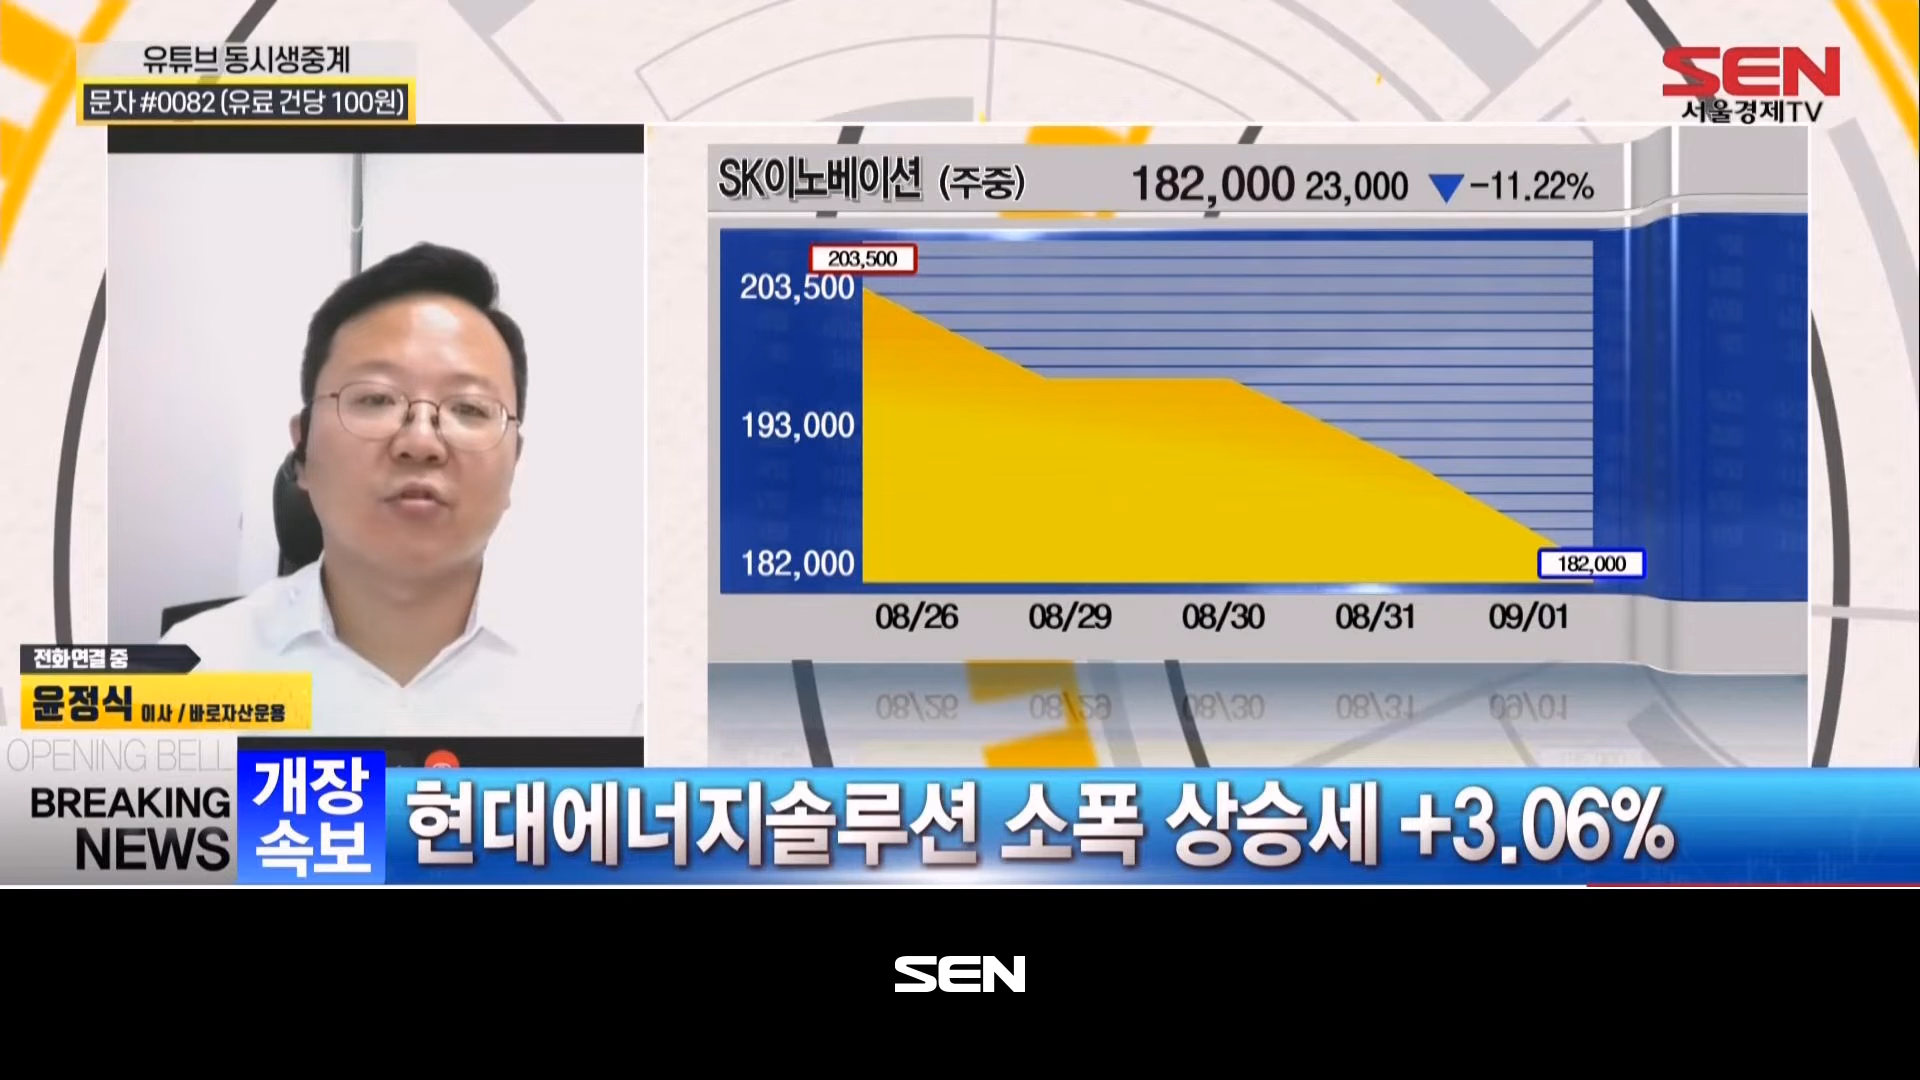 유튜브 동시생중계
문자 #0082 (유료 건당 100원)
SEN
서울경제TV
SK이노베이션 (주중) 182,000 23,000 ▼-11.22%
203,500
203,500
193,000
182,000
182,000
08/26 08/29 08/30 08/31 09/01
전화연결 중
윤정식 이사 / 바로자산운용
OPENING BELL
BREAKING
NEWS
개장
속보
현대에너지솔루션 소폭 상승세 +3.06%
SEN